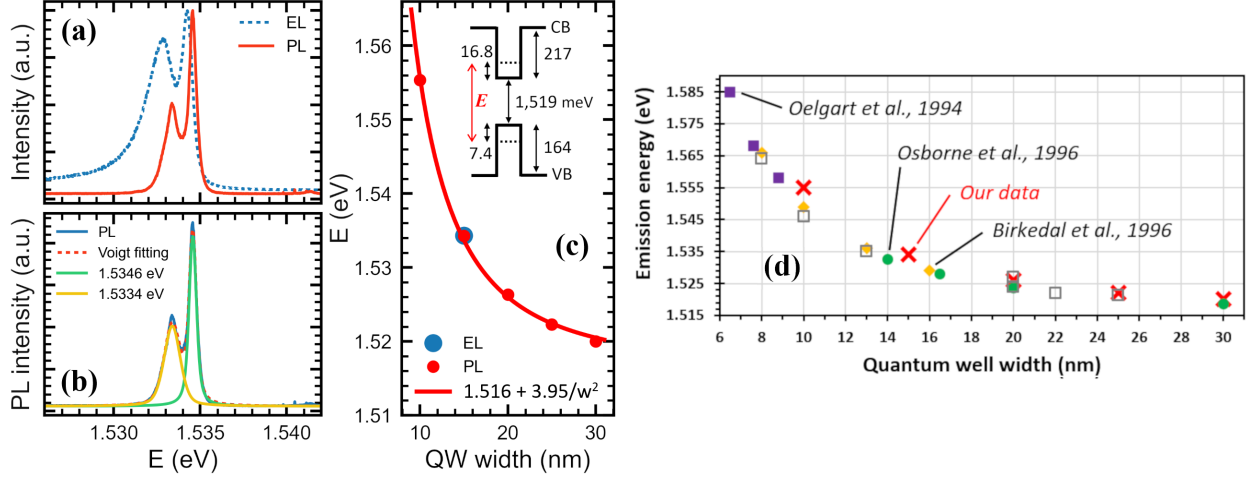 (a)
EL
PL
Intensity (a.u.)
(b)
PL
Voigt fitting
1.5346 eV
1.5334 eV
PL intensity (a.u.)
1.530
1.535
1.540
E (eV)
1.56
1.55
1.54
1.53
1.52
1.51
E (eV)
CB
16.8
217
E
1,519 meV
7.4
164
VB
(c)
EL
PL
1.516 + 3.95/w²
10
15
20
25
30
QW width (nm)
1.585
1.575
1.565
1.555
1.545
1.535
1.525
1.515
Emission energy (eV)
Oelgart et al., 1994
Osborne et al., 1996
Our data
Birkedal et al., 1996
(d)
6
8
10
12
14
16
18
20
22
24
26
28
30
Quantum well width (nm)